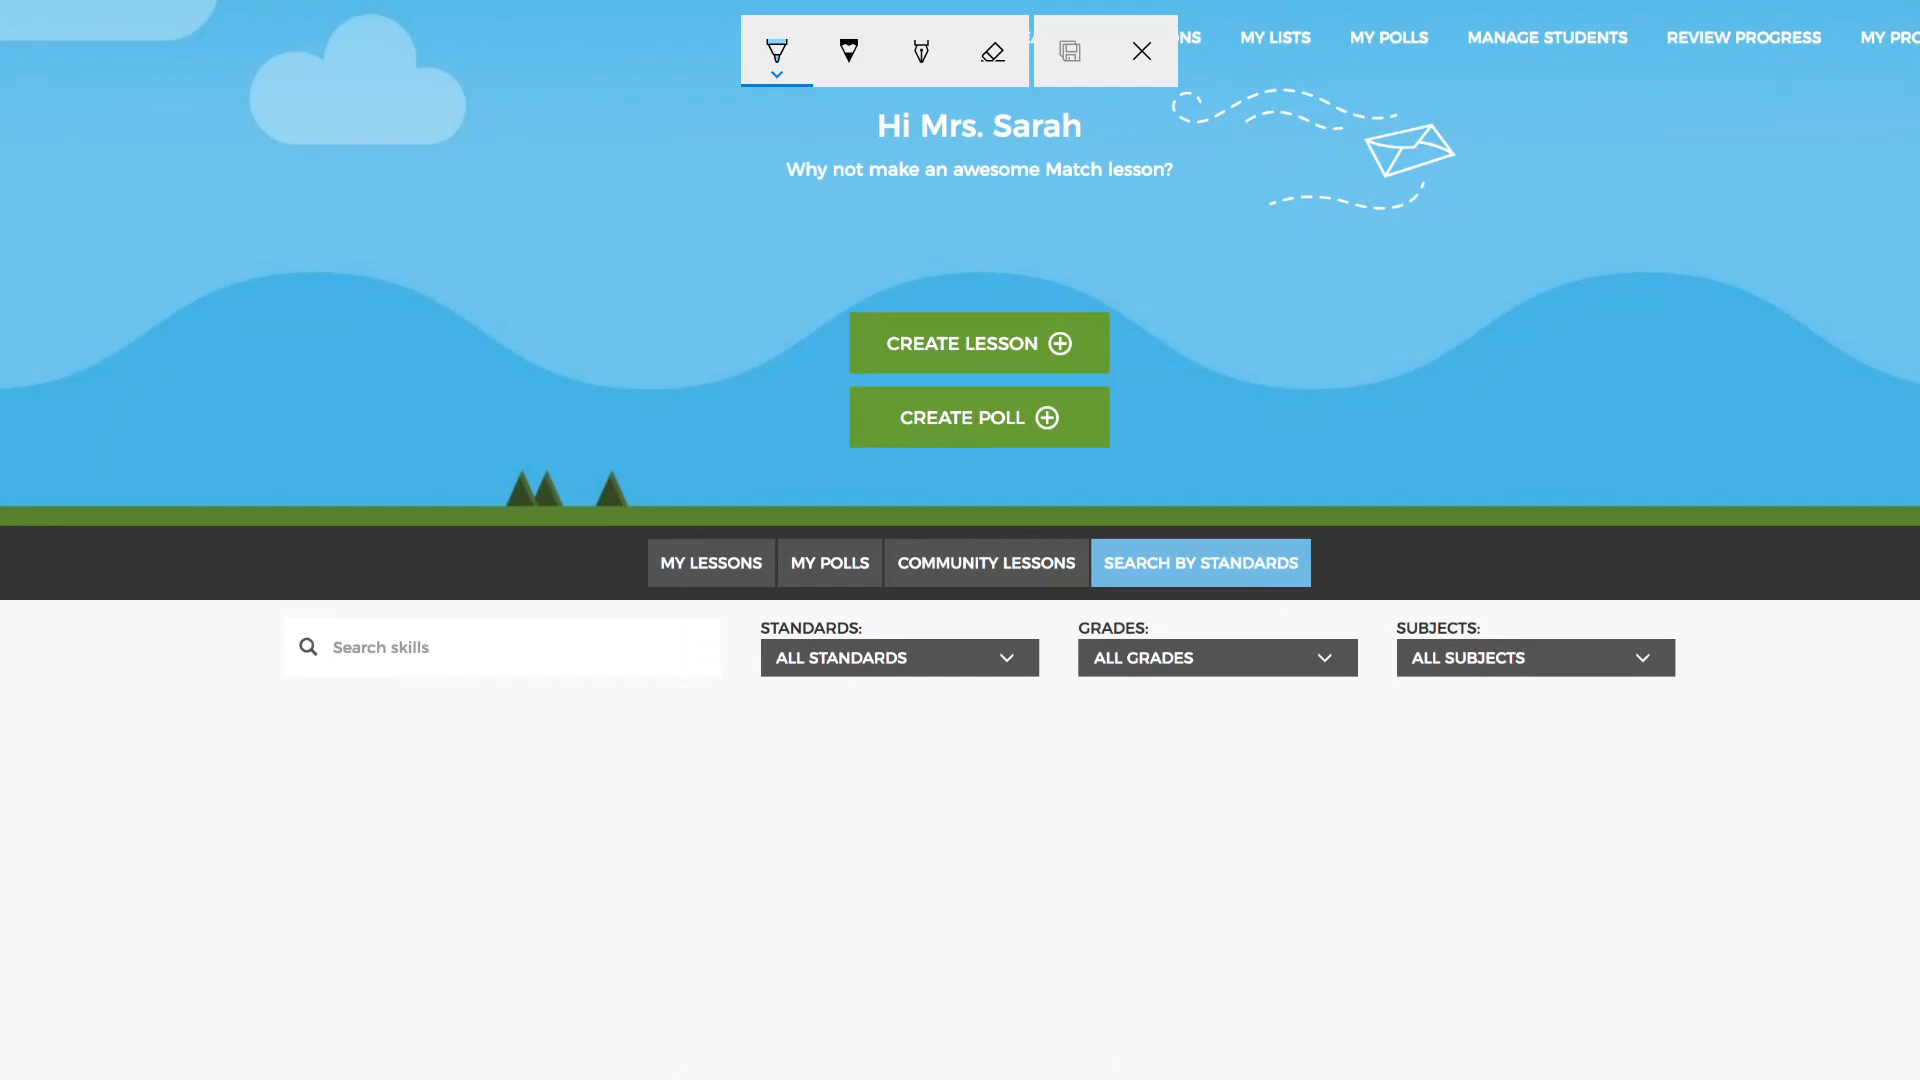 MY LISTS
MY POLLS
MANAGE STUDENTS
REVIEW PROGRESS
Hi Mrs. Sarah
Why not make an awesome Match lesson?
CREATE LESSON
CREATE POLL
MY LESSONS
MY POLLS
COMMUNITY LESSONS
SEARCH BY STANDARDS
Search skills
STANDARDS:
ALL STANDARDS
GRADES:
ALL GRADES
SUBJECTS:
ALL SUBJECTS